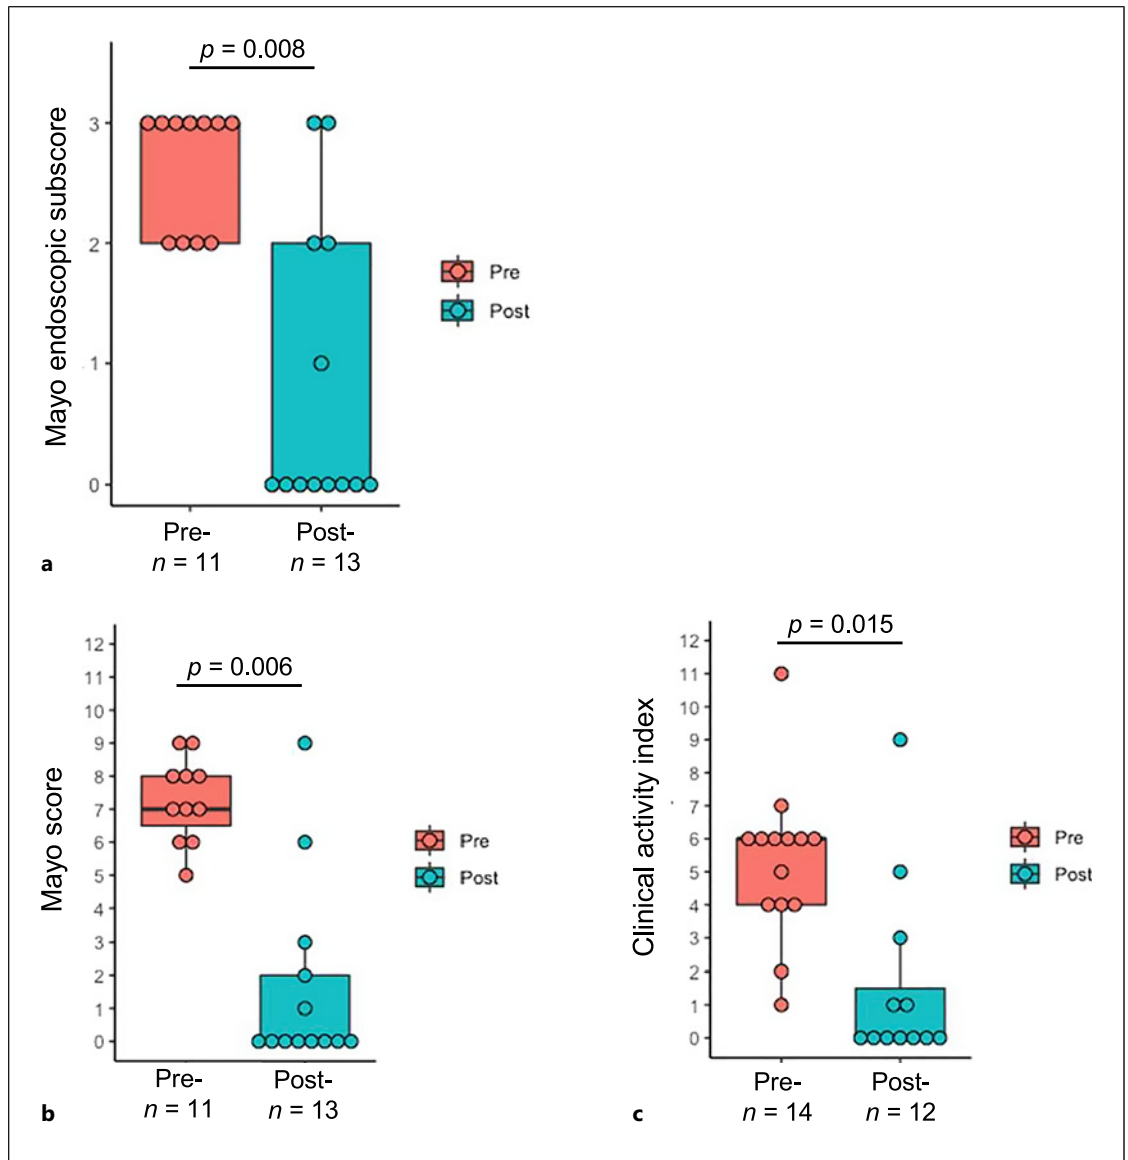 p = 0.008
Mayo endoscopic subscore
3
2
1
0
Pre
Post
Pre-
Post-
n = 11
n = 13
a
p = 0.006
Mayo score
12
11
10
9
8
7
6
5
4
3
2
1
0
Pre
Post
Pre-
Post-
n = 11
n = 13
b
p = 0.015
Clinical activity index
12
11
10
9
8
7
6
5
4
3
2
1
0
Pre
Post
Pre-
Post-
n = 14
n = 12
c